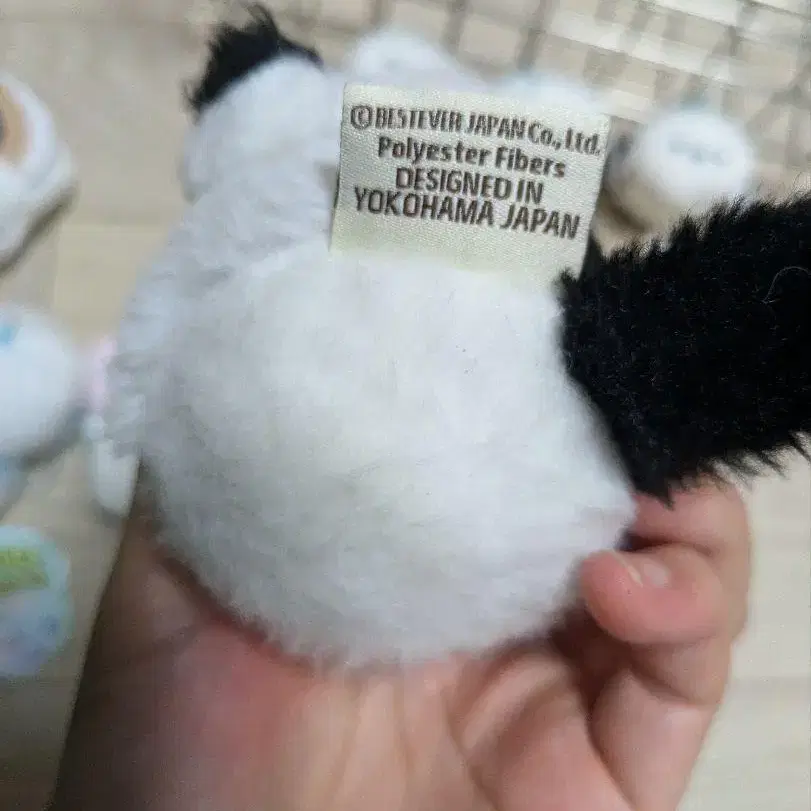 ©BESTEVER JAPAN Co., Ltd.
Polyester Fibers
DESIGNED IN
YOKOHAMA JAPAN